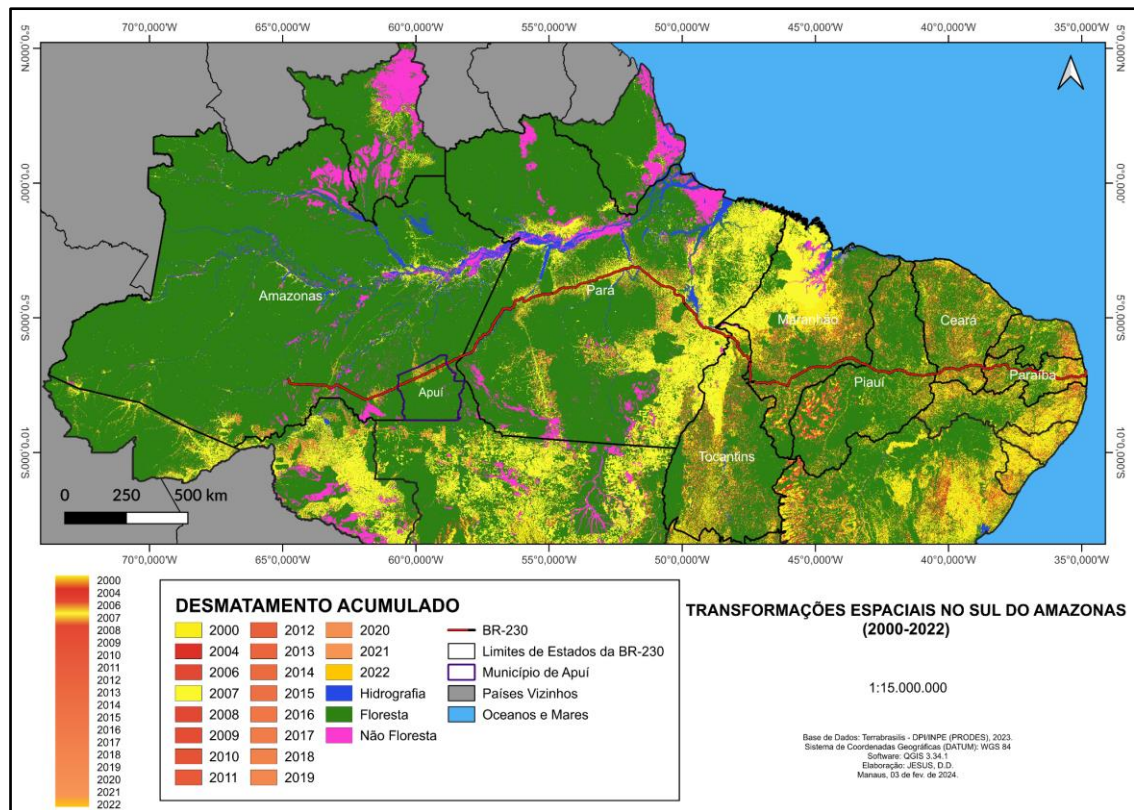 70°0,000'W 65°0,000'W 60°0,000'W 55°0,000'W 50°0,000'W 45°0,000'W 40°0,000'W 35°0,000'W
5°0,000'N 5°0,000'N
0°0,000' 0°0,000'
5°0,000'S 5°0,000'S
10°0,000'S 10°0,000'S
Amazonas
Pará
Maranhão
Ceará
Apuí
Piauí
Paraíba
Tocantins
0 250 500 km
70°0,000'W 65°0,000'W 60°0,000'W 55°0,000'W 50°0,000'W 45°0,000'W 40°0,000'W 35°0,000'W
2000
2004
2006
2007
2008
2009
2010
2011
2012
2013
2014
2015
2016
2017
2018
2019
2020
2021
2022
DESMATAMENTO ACUMULADO
2000
2004
2006
2007
2008
2009
2010
2011
2012
2013
2014
2015
2016
2017
2018
2019
2020
2021
2022
Hidrografia
Floresta
Não Floresta
BR-230
Limites de Estados da BR-230
Município de Apuí
Países Vizinhos
Oceanos e Mares
TRANSFORMAÇÕES ESPACIAIS NO SUL DO AMAZONAS
(2000-2022)
1:15.000.000
Base de Dados: Terrabrasilis - DPI/INPE (PRODES), 2023.
Sistema de Coordenadas Geográficas (DATUM): WGS 84
Software: QGIS 3.34.1
Elaboração: JESUS, D.D.
Manaus, 03 de fev. de 2024.